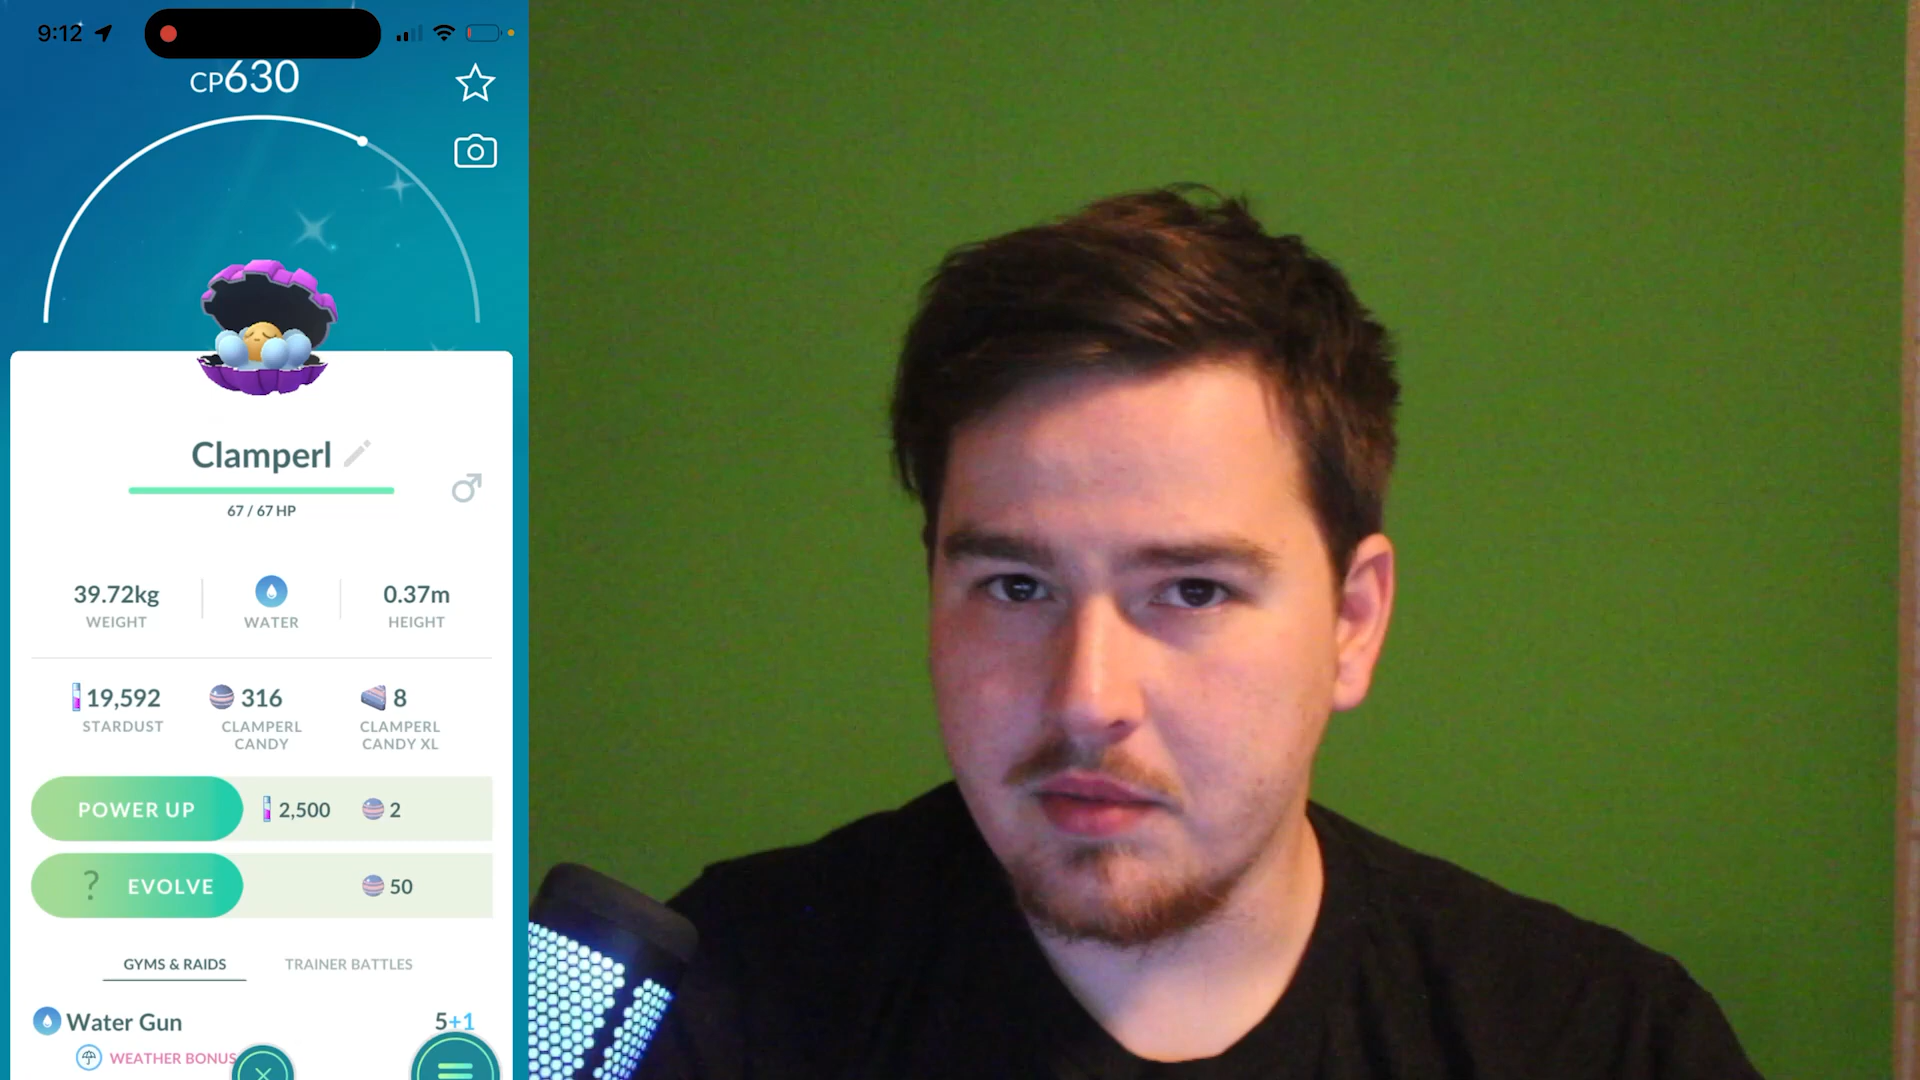 9:12
CP630
Clamperl
67 / 67 HP
39.72kg
WEIGHT
WATER
0.37m
HEIGHT
19,592
STARDUST
316
CLAMPERL
CANDY
8
CLAMPERL
CANDY XL
POWER UP 2,500 2
? EVOLVE 50
GYMS & RAIDS TRAINER BATTLES
Water Gun 5+1
WEATHER BONUS